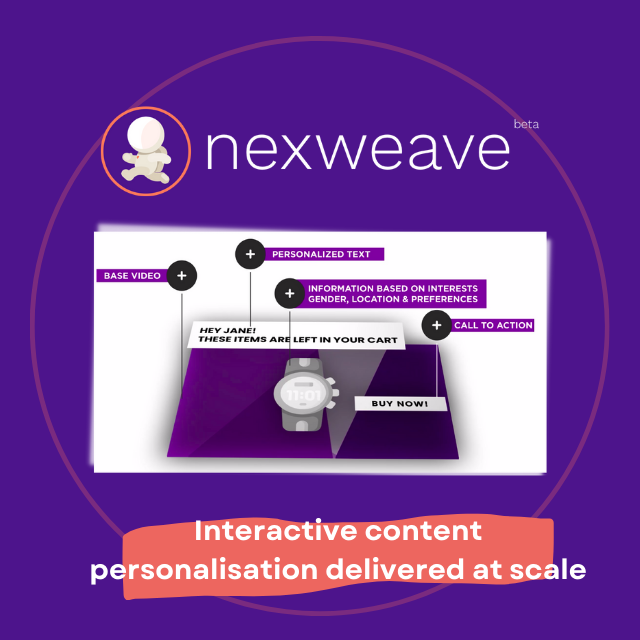 nexweave
beta
PERSONALIZED TEXT
BASE VIDEO
INFORMATION BASED ON INTERESTS
GENDER, LOCATION & PREFERENCES
CALL TO ACTION
HEY JANE!
THESE ITEMS ARE LEFT IN YOUR CART
11:01
BUY NOW!
Interactive content
personalisation delivered at scale